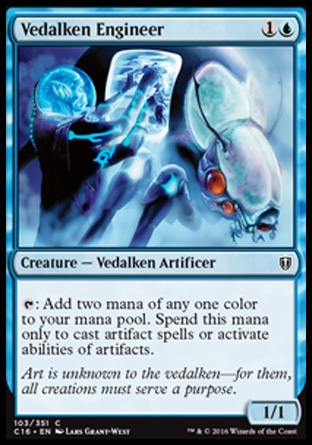 Vedalken Engineer 1
Creature — Vedalken Artificer
: Add two mana of any one color
to your mana pool. Spend this mana
only to cast artifact spells or activate
abilities of artifacts.
Art is unknown to the vedalken—for them,
all creations must serve a purpose.
1/1
103/351 C
C16 • EN Lars Grant-West
™ & © 2016 Wizards of the Coast